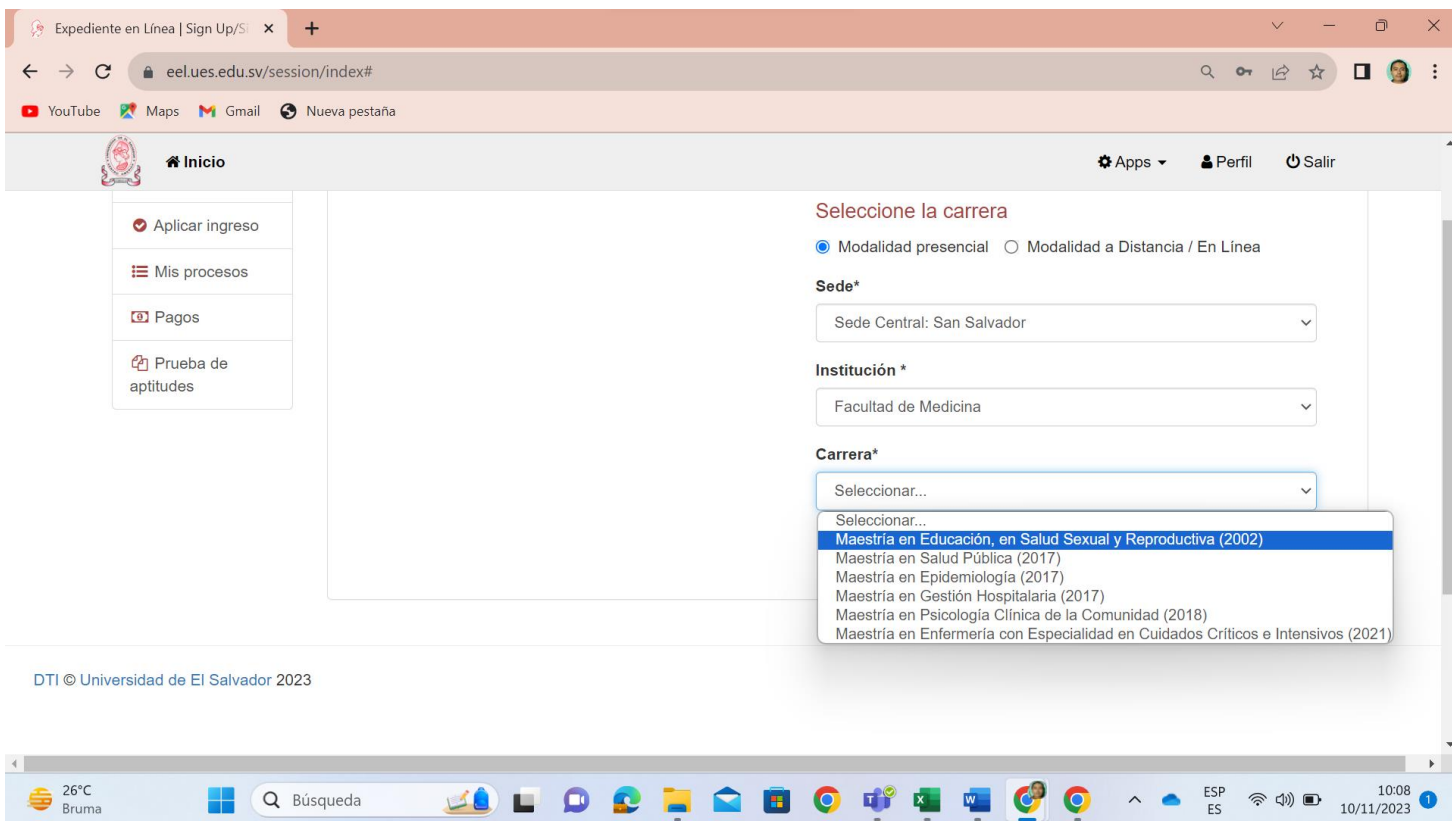 Expediente en Línea | Sign Up/Si
eel.ues.edu.sv/session/index#
YouTube Maps Gmail Nueva pestaña
Inicio Apps Perfil Salir
Aplicar ingreso
Mis procesos
Pagos
Prueba de
aptitudes
Seleccione la carrera
Modalidad presencial Modalidad a Distancia / En Línea
Sede*
Sede Central: San Salvador
Institución *
Facultad de Medicina
Carrera*
Seleccionar...
Seleccionar...
Maestría en Educación, en Salud Sexual y Reproductiva (2002)
Maestría en Salud Pública (2017)
Maestría en Epidemiología (2017)
Maestría en Gestión Hospitalaria (2017)
Maestría en Psicología Clínica de la Comunidad (2018)
Maestría en Enfermería con Especialidad en Cuidados Críticos e Intensivos (2021)
DTI © Universidad de El Salvador 2023
26°C
Bruma
Búsqueda
ESP
ES
10:08
10/11/2023
1